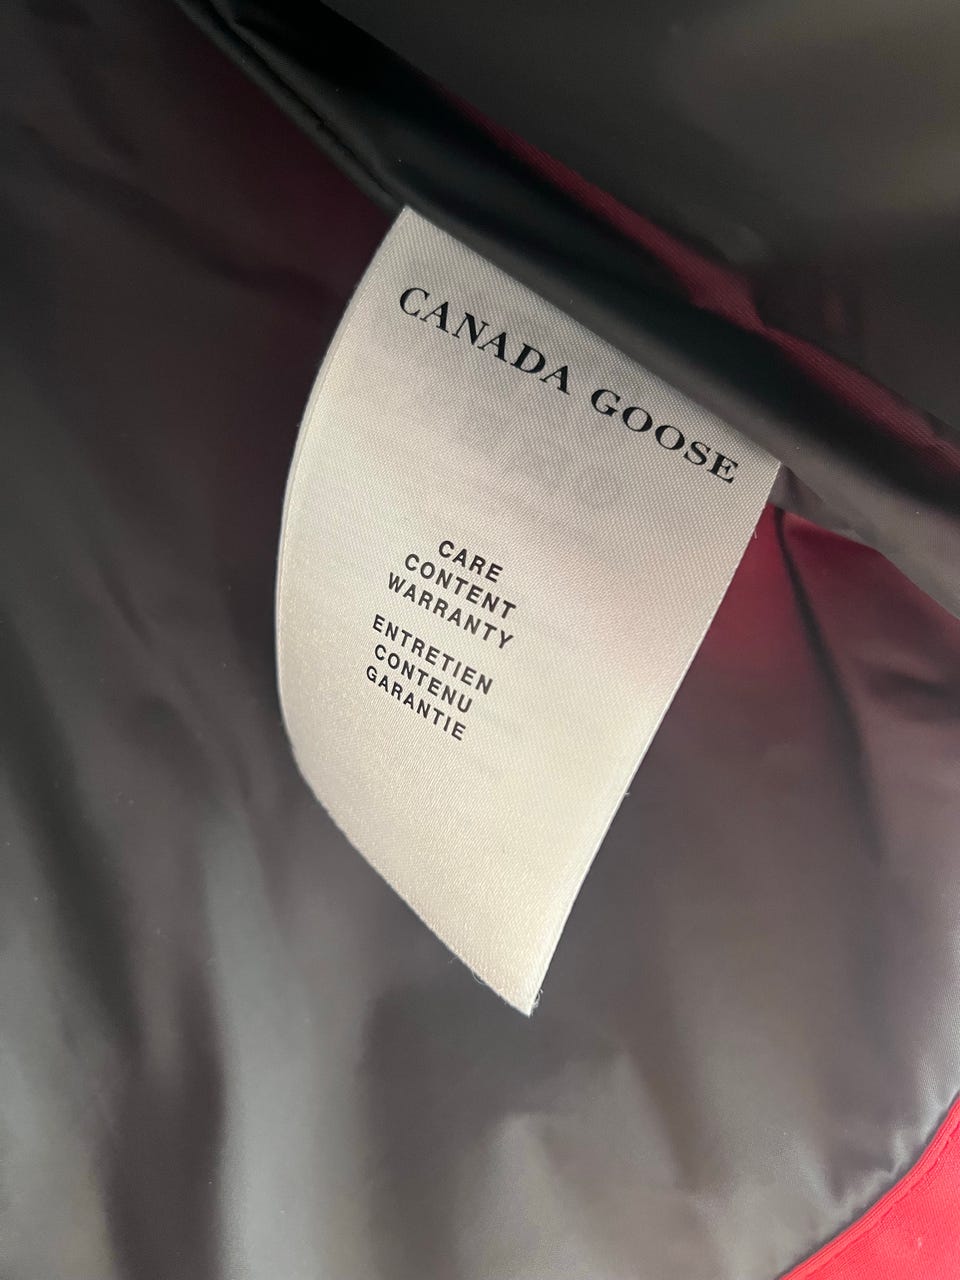 CANADA GOOSE
CARE
CONTENT
WARRANTY
ENTRETIEN
CONTENU
GARANTIE